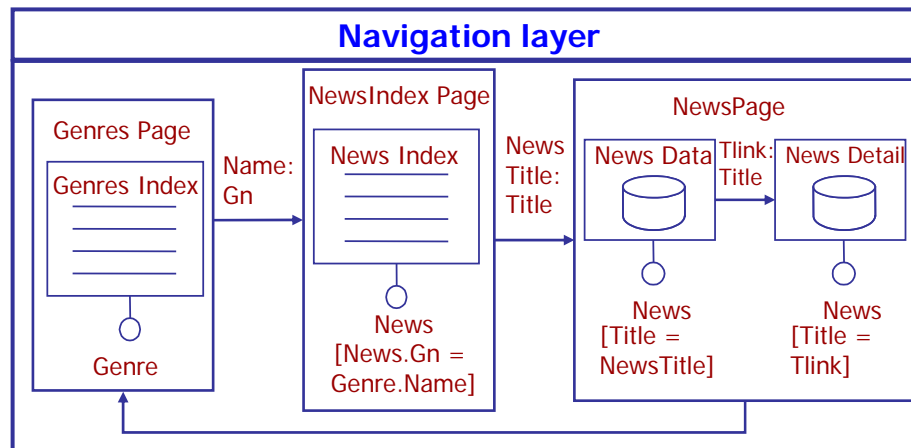 Navigation layer
Genres Page
Genres Index
Genre
Name:
Gn
NewsIndex Page
News Index
News
[News.Gn =
Genre.Name]
News
Title:
Title
NewsPage
News Data
News
[Title =
NewsTitle]
Tlink:
Title
News Detail
News
[Title =
Tlink]